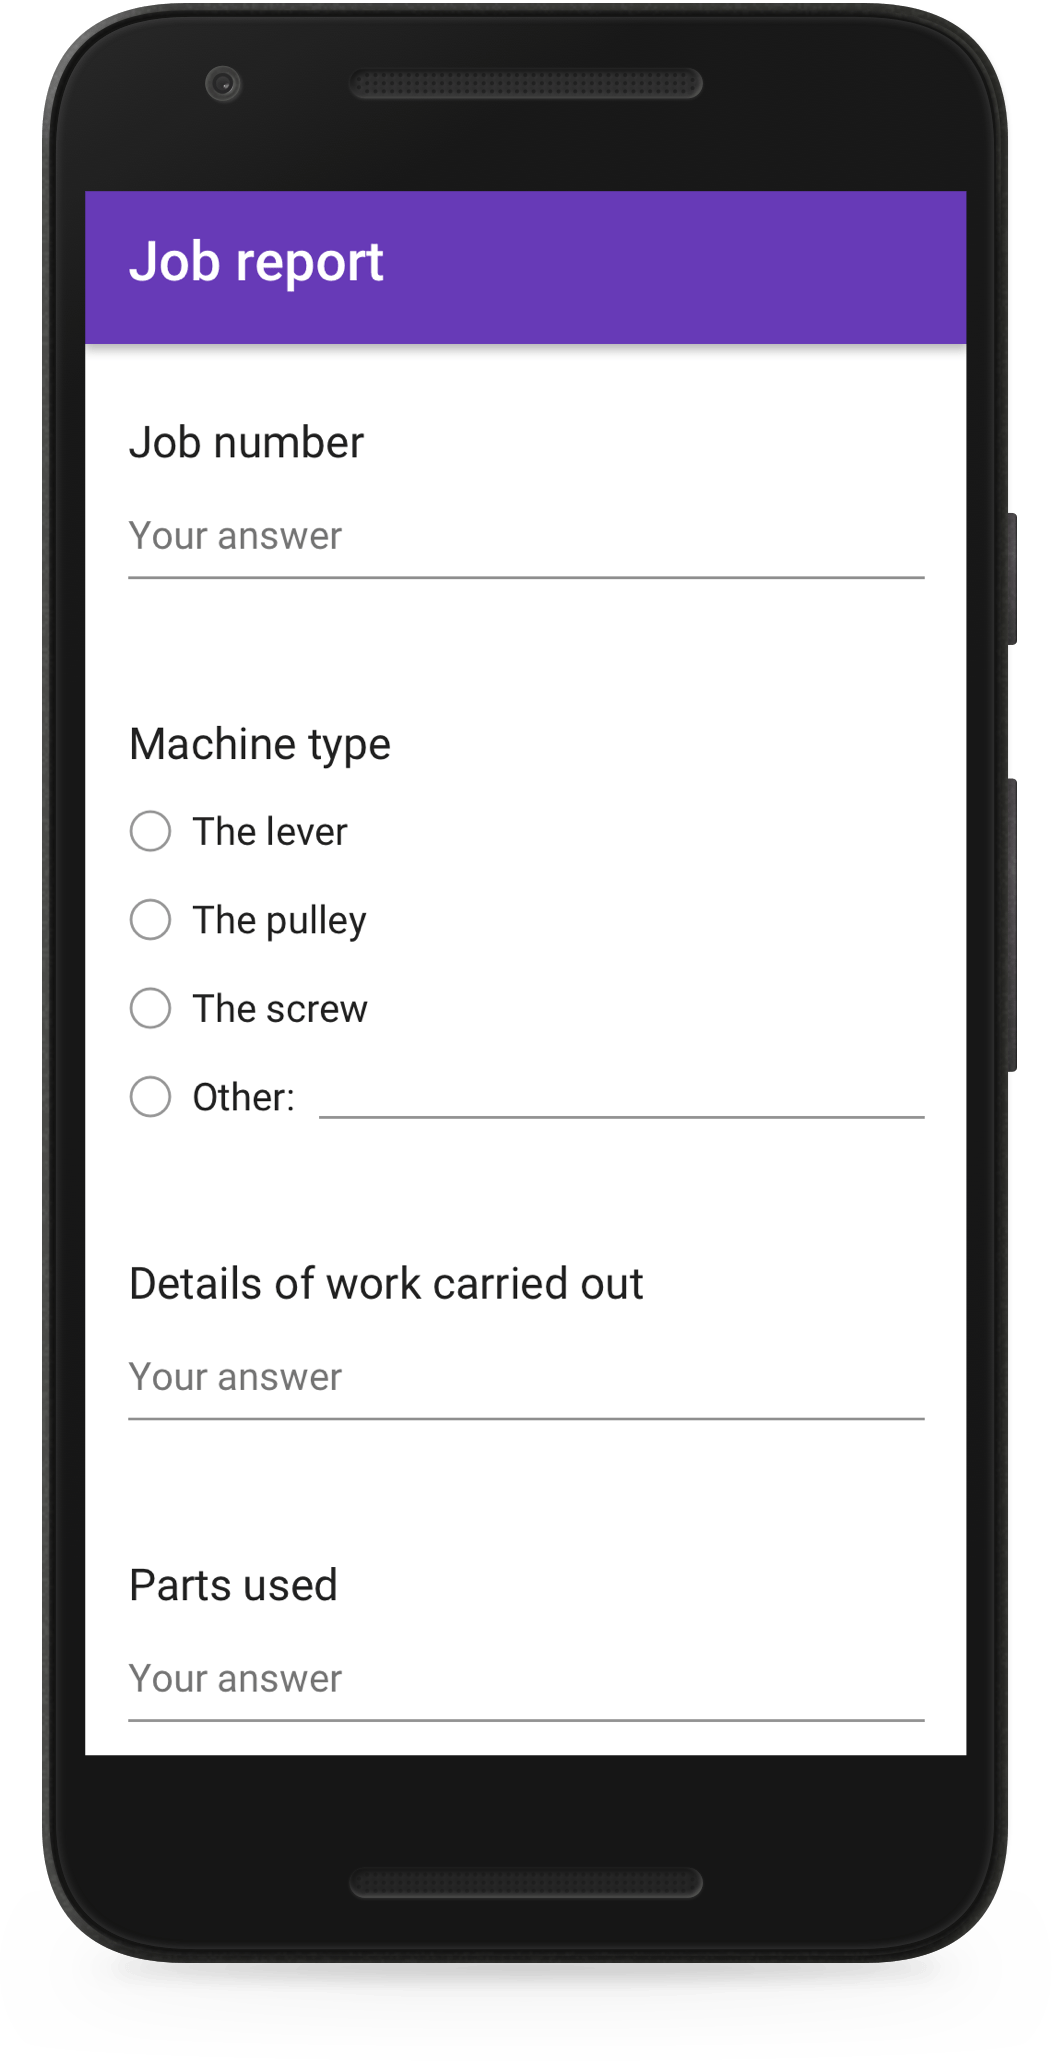 Job report
Job number
Your answer
Machine type
The lever
The pulley
The screw
Other:
Details of work carried out
Your answer
Parts used
Your answer